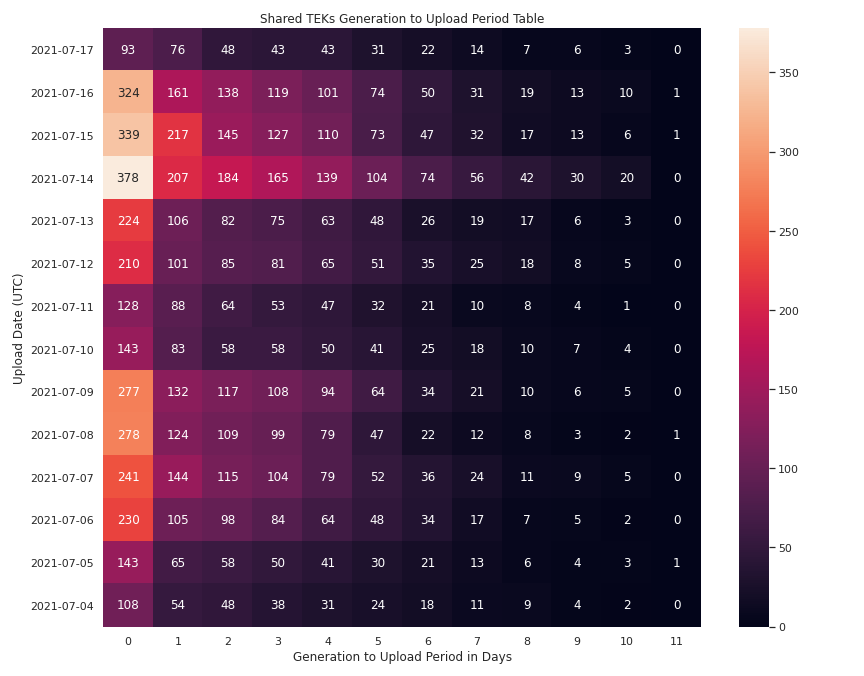 Shared TEKs Generation to Upload Period Table
2021-07-17 93 76 48 43 43 31 22 14 7 6 3 0
2021-07-16 324 161 138 119 101 74 50 31 19 13 10 1
2021-07-15 339 217 145 127 110 73 47 32 17 13 6 1
2021-07-14 378 207 184 165 139 104 74 56 42 30 20 0
2021-07-13 224 106 82 75 63 48 26 19 17 6 3 0
2021-07-12 210 101 85 81 65 51 35 25 18 8 5 0
2021-07-11 128 88 64 53 47 32 21 10 8 4 1 0
2021-07-10 143 83 58 58 50 41 25 18 10 7 4 0
2021-07-09 277 132 117 108 94 64 34 21 10 6 5 0
2021-07-08 278 124 109 99 79 47 22 12 8 3 2 1
2021-07-07 241 144 115 104 79 52 36 24 11 9 5 0
2021-07-06 230 105 98 84 64 48 34 17 7 5 2 0
2021-07-05 143 65 58 50 41 30 21 13 6 4 3 1
2021-07-04 108 54 48 38 31 24 18 11 9 4 2 0
0 1 2 3 4 5 6 7 8 9 10 11
Generation to Upload Period in Days
Upload Date (UTC)
350
300
250
200
150
100
50
0